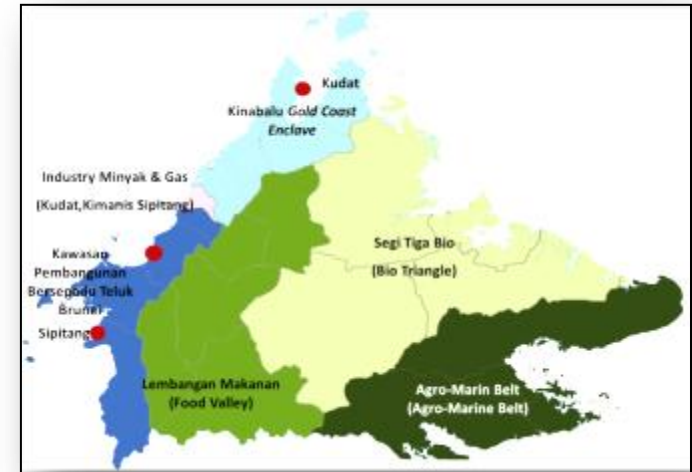 Kudat
Kinabalu Gold Coast
Enclave
Industry Minyak & Gas
(Kudat,Kimanis Sipitang)
Kawasan
Pembangunan
Bersepadu Teluk
Brunei
Sipitang
Segi Tiga Bio
(Bio Triangle)
Lembangan Makanan
(Food Valley)
Agro-Marin Belt
(Agro-Marine Belt)